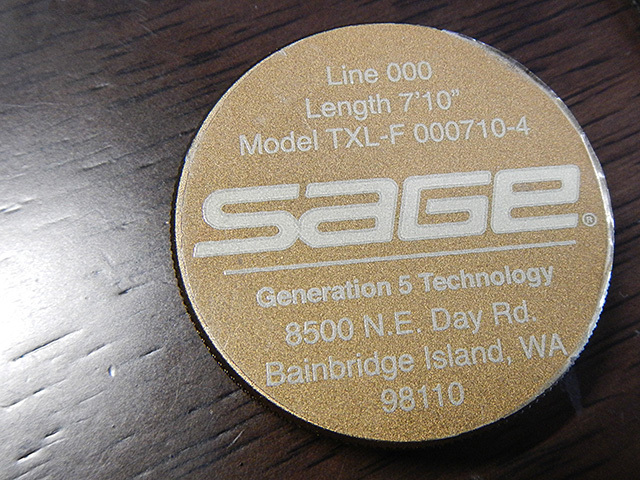 Line 000
Length 7'10"
Model TXL-F 000710-4
SAGE®
Generation 5 Technology
8500 N.E. Day Rd.
Bainbridge Island, WA
98110